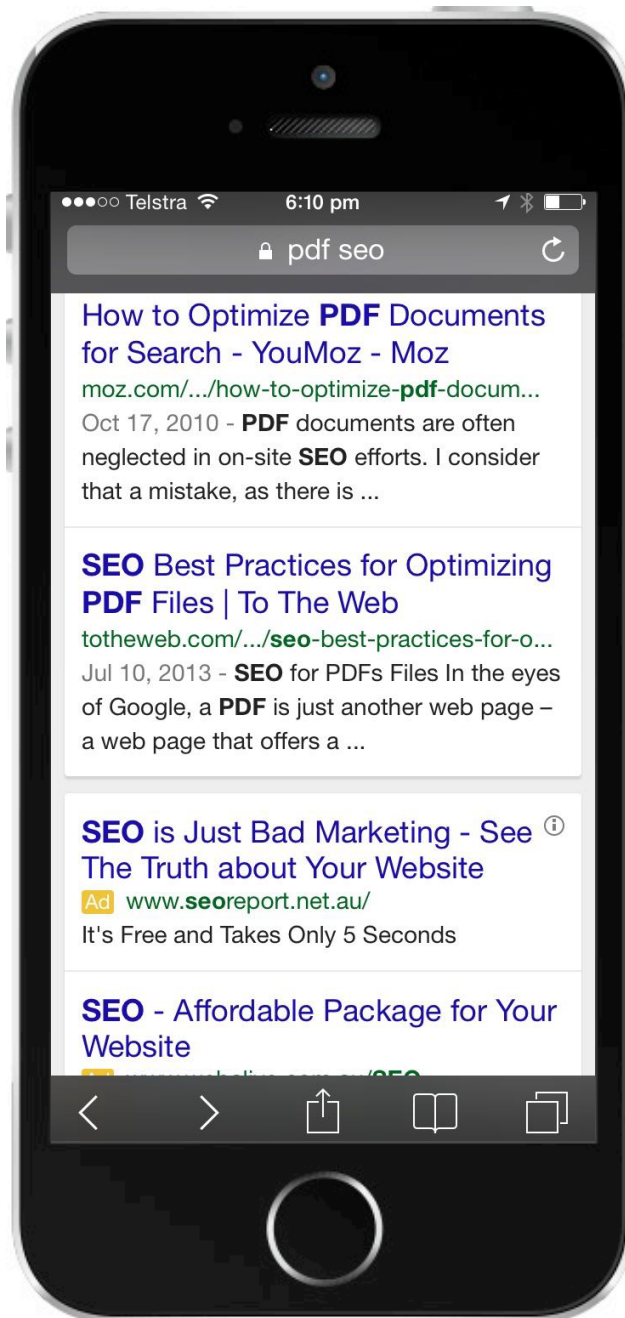 Telstra 6:10 pm
pdf seo
How to Optimize PDF Documents
for Search - YouMoz - Moz
moz.com/.../how-to-optimize-pdf-docum...
Oct 17, 2010 - PDF documents are often
neglected in on-site SEO efforts. I consider
that a mistake, as there is ...
SEO Best Practices for Optimizing
PDF Files | To The Web
totheweb.com/.../seo-best-practices-for-o...
Jul 10, 2013 - SEO for PDFs Files In the eyes
of Google, a PDF is just another web page –
a web page that offers a ...
SEO is Just Bad Marketing - See
The Truth about Your Website
Ad www.seoreport.net.au/
It's Free and Takes Only 5 Seconds
SEO - Affordable Package for Your
Website